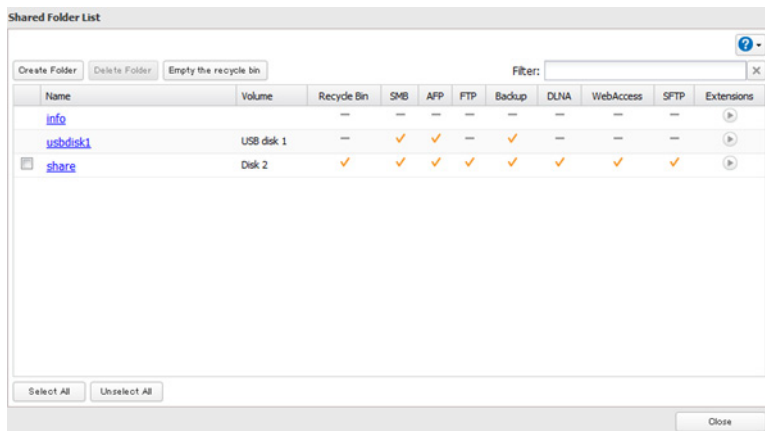 Shared Folder List
?
Create Folder Delete Folder Empty the recycle bin Filter:
Name Volume Recycle Bin SMB AFP FTP Backup DLNA WebAccess SFTP Extensions
info
usbdisk1 USB disk 1
share Disk 2
Select All Unselect All
Close